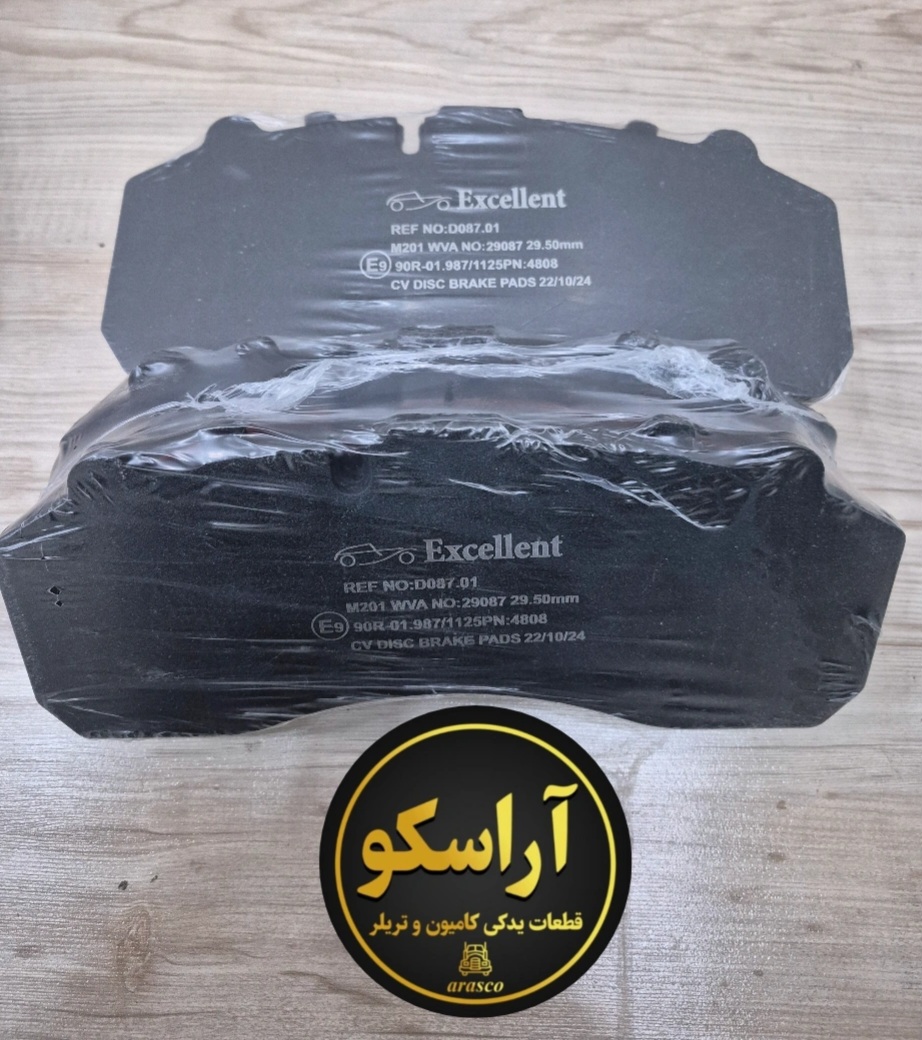 Excellent
REF NO:D087.01
M201 WVA NO:29087 29.50mm
E9 90R-01.987/1125PN:4808
CV DISC BRAKE PADS 22/10/24
Excellent
REF NO:D087.01
M201 WVA NO:29087 29.50mm
E9 90R-01.987/1125PN:4808
CV DISC BRAKE PADS 22/10/24
آراسکو
قطعات یدکی کامیون و تریلر
arasco